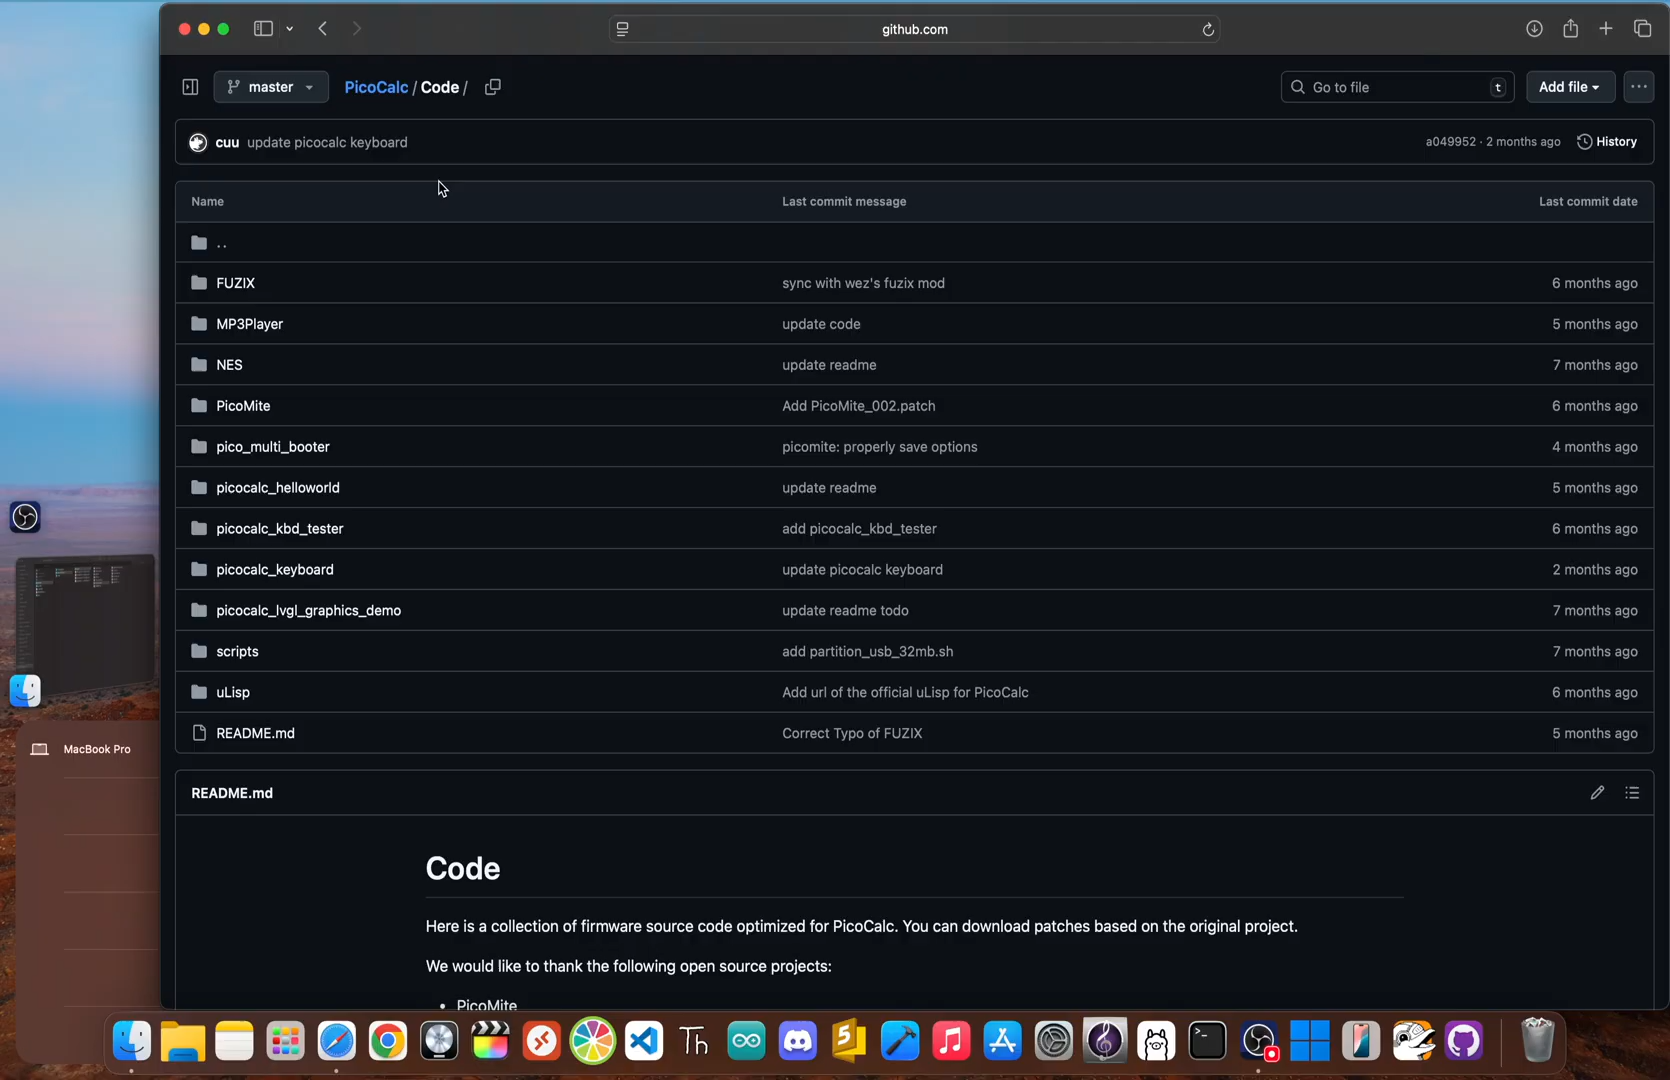 github.com
master PicoCalc / Code / Go to file t Add file
cuu update picocalc keyboard a049952 · 2 months ago History
Name Last commit message Last commit date
..
FUZIX sync with wez's fuzix mod 6 months ago
MP3Player update code 5 months ago
NES update readme 7 months ago
PicoMite Add PicoMite_002.patch 6 months ago
pico_multi_booter picomite: properly save options 4 months ago
picocalc_helloworld update readme 5 months ago
picocalc_kbd_tester add picocalc_kbd_tester 6 months ago
picocalc_keyboard update picocalc keyboard 2 months ago
picocalc_lvgl_graphics_demo update readme todo 7 months ago
scripts add partition_usb_32mb.sh 7 months ago
uLisp Add url of the official uLisp for PicoCalc 6 months ago
README.md Correct Typo of FUZIX 5 months ago
MacBook Pro
README.md
Code
Here is a collection of firmware source code optimized for PicoCalc. You can download patches based on the original project.
We would like to thank the following open source projects:
• PicoMite
Th
5